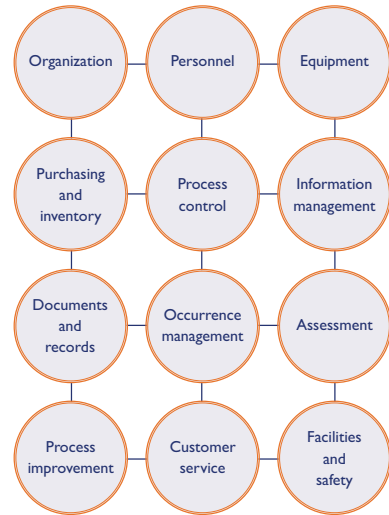 Organization
Personnel
Equipment
Purchasing
and
inventory
Process
control
Information
management
Documents
and
records
Occurrence
management
Assessment
Process
improvement
Customer
service
Facilities
and
safety